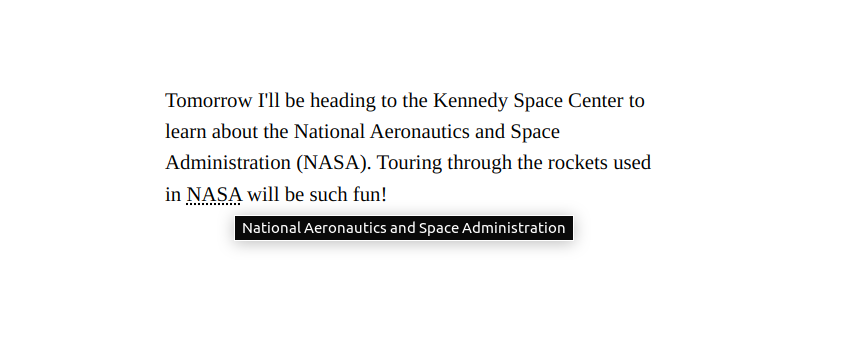 Tomorrow I'll be heading to the Kennedy Space Center to
learn about the National Aeronautics and Space
Administration (NASA). Touring through the rockets used
in NASA will be such fun!
National Aeronautics and Space Administration